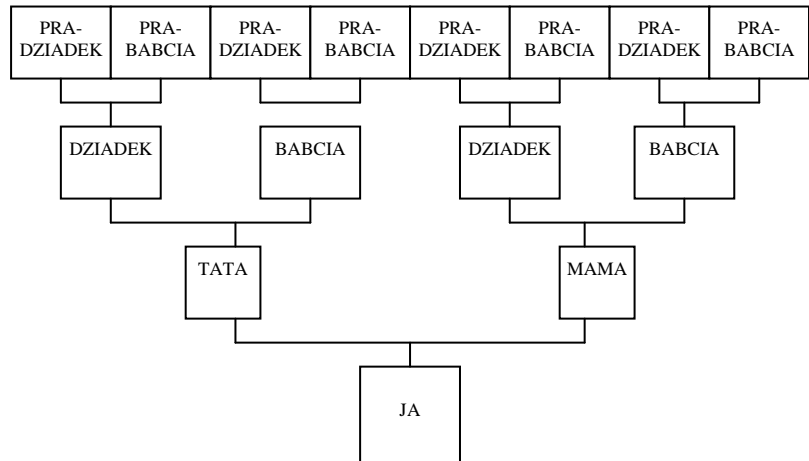 PRA- PRA- PRA- PRA- PRA- PRA- PRA- PRA-
DZIADEK BABCIA DZIADEK BABCIA DZIADEK BABCIA DZIADEK BABCIA
DZIADEK BABCIA DZIADEK BABCIA
TATA MAMA
JA